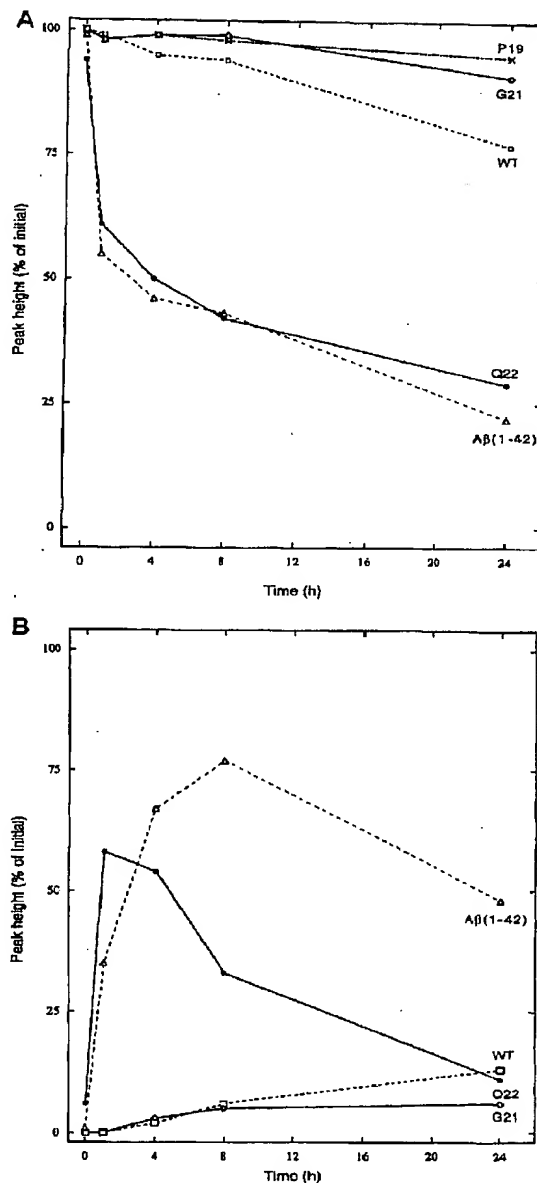 A
100
75
50
25
0
Peak height (% of initial)
P19
G21
WT
Q22
Aβ(1-42)
0 4 8 12 16 20 24
Time (h)
B
100
75
50
25
0
Peak height (% of initial)
Aβ(1-42)
WT
Q22
G21
0 4 8 12 16 20 24
Time (h)